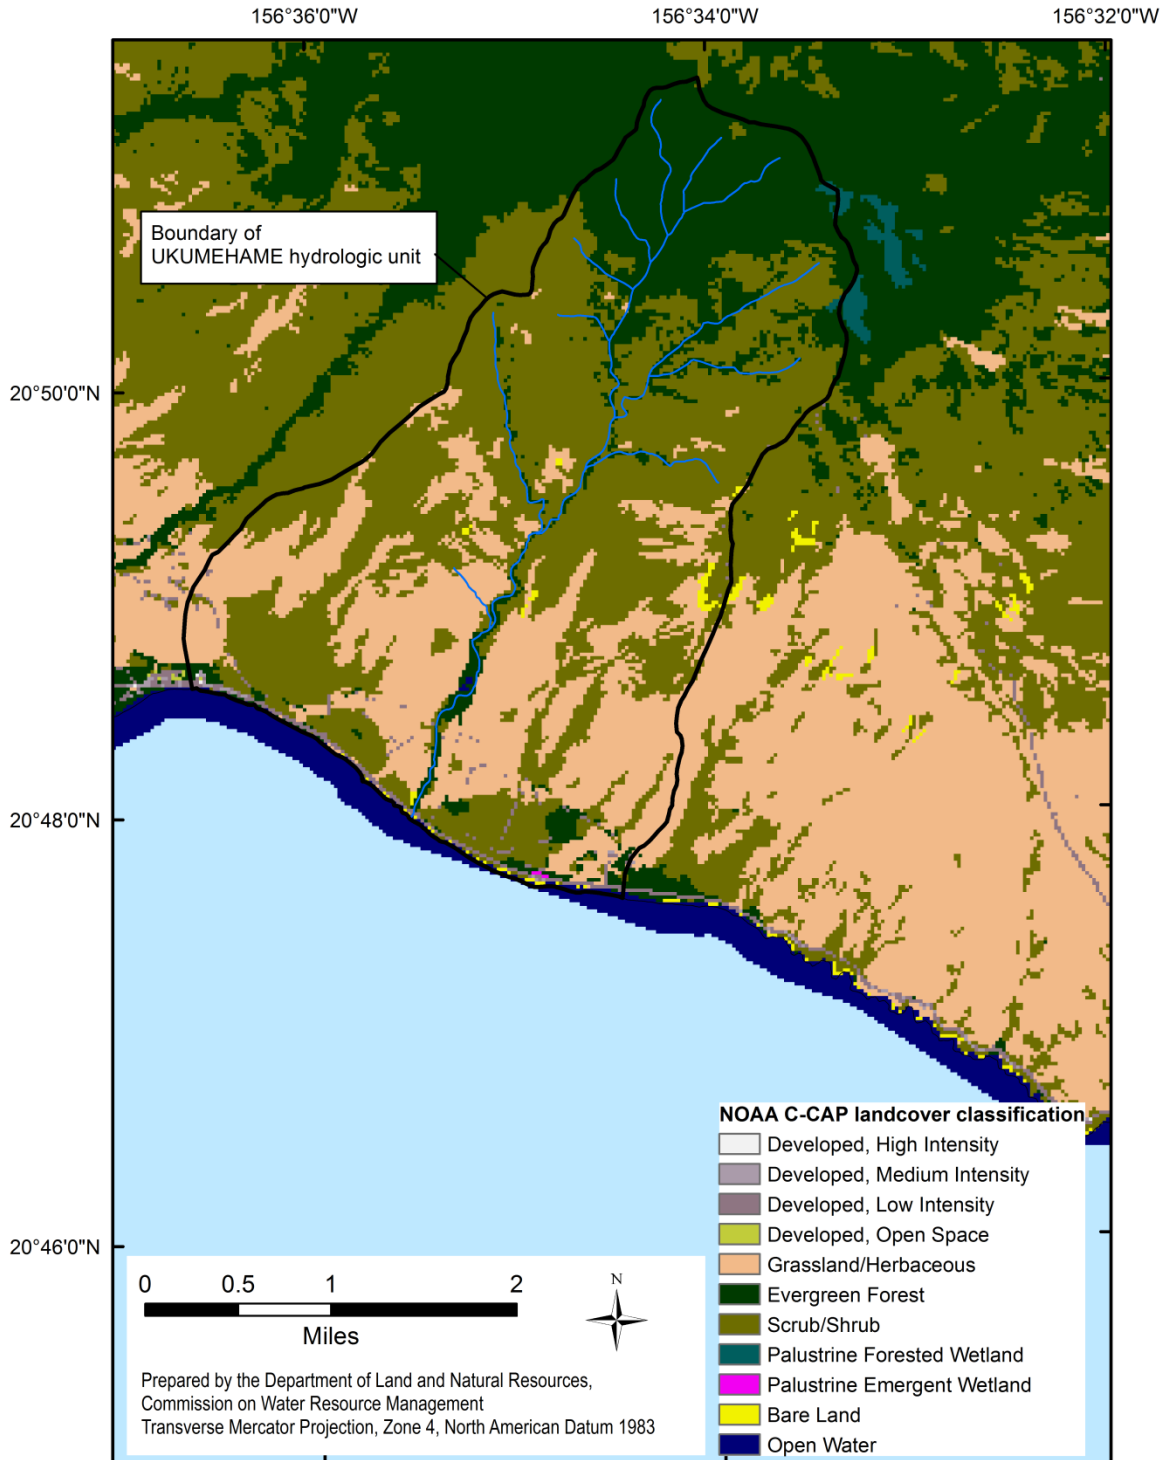 156°36'0"W
156°34'0"W
156°32'0"W
Boundary of
UKUMEHAME hydrologic unit
20°50'0"N
20°48'0"N
20°46'0"N
NOAA C-CAP landcover classification
Developed, High Intensity
Developed, Medium Intensity
Developed, Low Intensity
Developed, Open Space
Grassland/Herbaceous
Evergreen Forest
Scrub/Shrub
Palustrine Forested Wetland
Palustrine Emergent Wetland
Bare Land
Open Water
0 0.5 1 2
Miles
N
Prepared by the Department of Land and Natural Resources,
Commission on Water Resource Management
Transverse Mercator Projection, Zone 4, North American Datum 1983